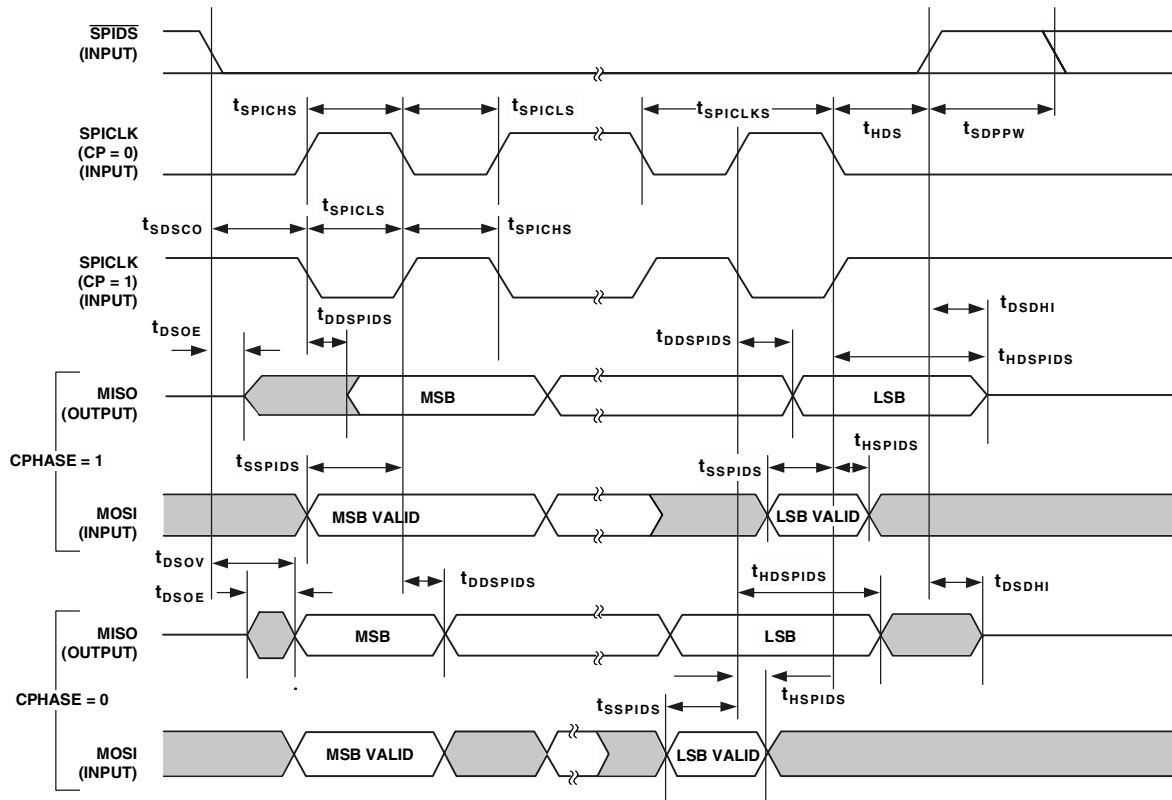 SPIDS
(INPUT)
tSPICHS
tSPICLS
tSPICLKS
tHDS
tSDPPW
SPICLK
(CP = 0)
(INPUT)
tSDSCO
tSPICLS
tSPICHS
SPICLK
(CP = 1)
(INPUT)
tDSOE
tDDSPIDS
tDDSPIDS
tDSDHI
tHDSPIDS
MISO
(OUTPUT)
MSB
LSB
CPHASE = 1
tSSPIDS
tSSPIDS
tHSPIDS
MOSI
(INPUT)
MSB VALID
LSB VALID
tDSOV
tDSOE
tDDSPIDS
tHDSPIDS
tDSDHI
MISO
(OUTPUT)
MSB
LSB
CPHASE = 0
tSSPIDS
tHSPIDS
MOSI
(INPUT)
MSB VALID
LSB VALID